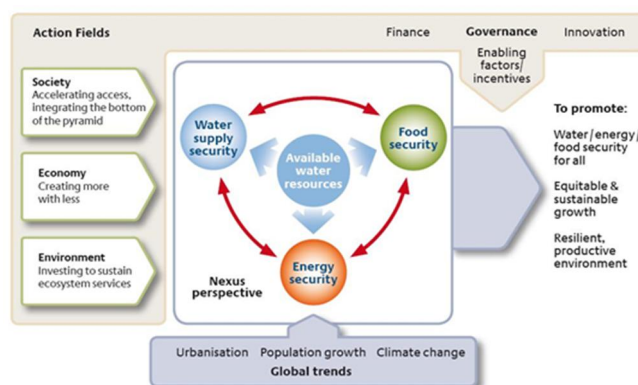 Action Fields
Finance
Governance
Innovation
Enabling
factors/
incentives
Society
Accelerating access,
integrating the bottom
of the pyramid
Economy
Creating more
with less
Environment
Investing to sustain
ecosystem services
Water
supply
security
Food
security
Available
water
resources
Energy
security
Nexus
perspective
To promote:
Water/energy/
food security
for all
Equitable &
sustainable
growth
Resilient,
productive
environment
Urbanisation Population growth Climate change
Global trends